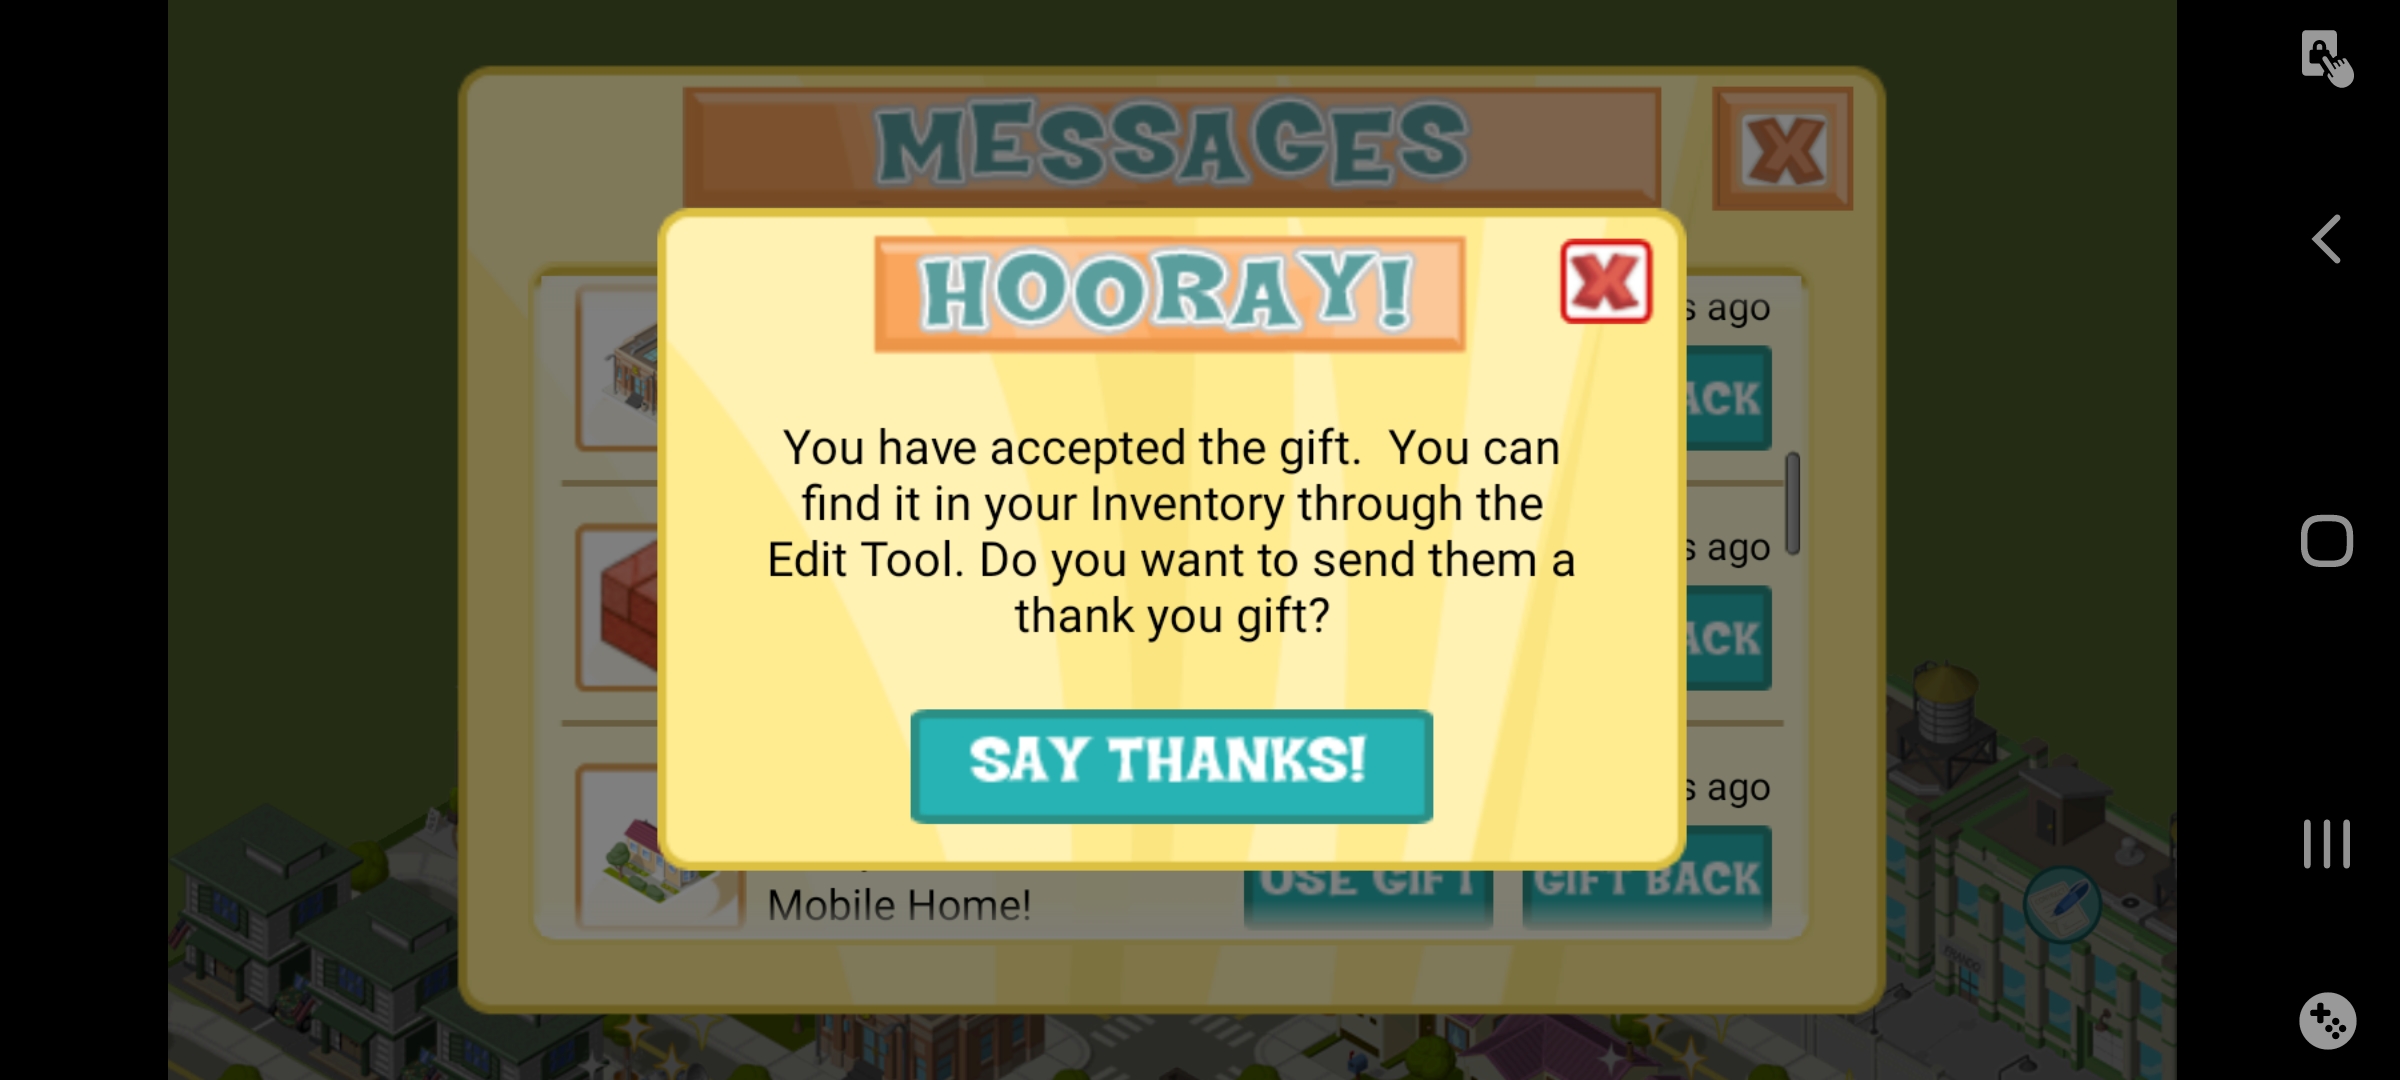 MESSAGES
X
HOORAY!
X
You have accepted the gift.  You can
find it in your Inventory through the
Edit Tool. Do you want to send them a
thank you gift?
SAY THANKS!
ago
ago
ago
Mobile Home!
USE GIFT
GIFT BACK